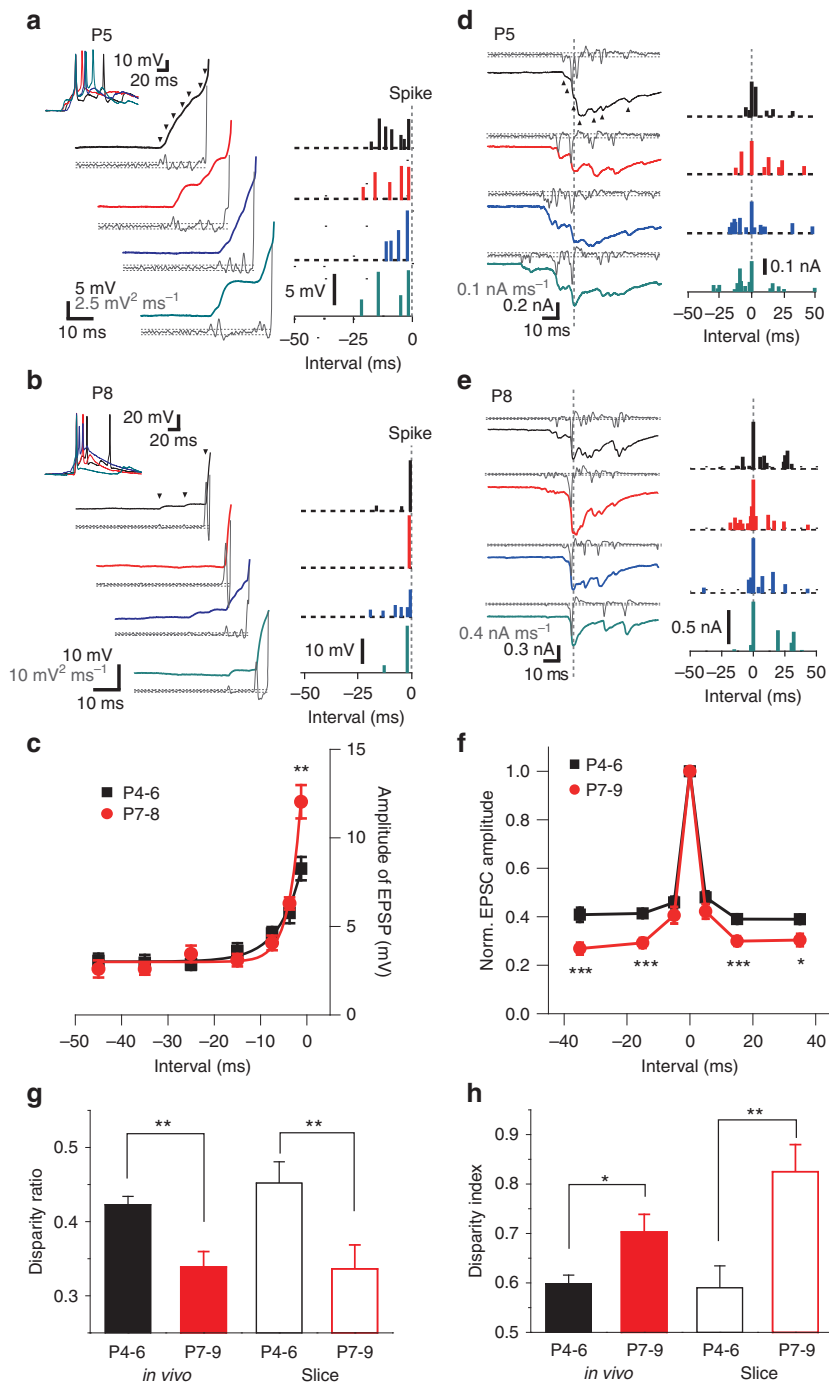 a
P5
10 mV
20 ms
Spike
5 mV
2.5 mV² ms⁻¹
10 ms
5 mV
–50 –25 0
Interval (ms)
b
P8
20 mV
20 ms
Spike
10 mV
10 mV² ms⁻¹
10 ms
10 mV
–50 –25 0
Interval (ms)
c
P4-6
P7-8
**
15
10
5
0
Amplitude of EPSP (mV)
–50 –40 –30 –20 –10 0
Interval (ms)
d
P5
0.1 nA ms⁻¹
0.2 nA
10 ms
0.1 nA
–50 –25 0 25 50
Interval (ms)
e
P8
0.4 nA ms⁻¹
0.3 nA
10 ms
0.5 nA
–50 –25 0 25 50
Interval (ms)
f
P4-6
P7-9
1.0
0.8
0.6
0.4
0.2
0.0
Norm. EPSC amplitude
*** *** *** *
–40 –20 0 20 40
Interval (ms)
g
** **
0.5
0.4
0.3
Disparity ratio
P4-6 P7-9 P4-6 P7-9
in vivo Slice
h
* **
0.9
0.8
0.7
0.6
0.5
Disparity index
P4-6 P7-9 P4-6 P7-9
in vivo Slice